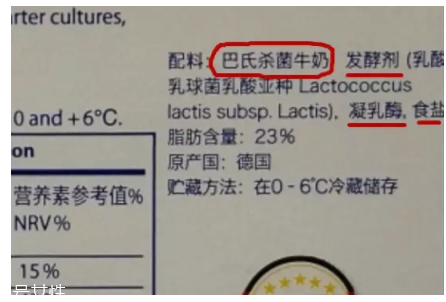 rter cultures,
配料：巴氏杀菌牛奶，发酵剂（乳酸
乳球菌乳酸亚种 Lactococcus
lactis subsp. Lactis), 凝乳酶, 食盐
0 and +6°C.
脂肪含量：23%
原产国：德国
贮藏方法：在0-6℃冷藏储存
on
营养素参考值%
NRV%
15%